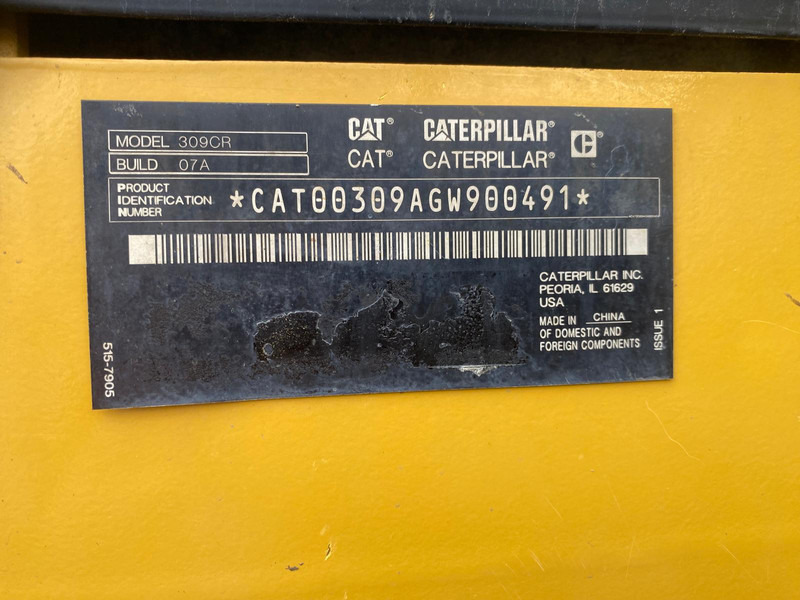 MODEL 309CR
BUILD 07A
CAT® CATERPILLAR® C®
CAT® CATERPILLAR®
PRODUCT
IDENTIFICATION
NUMBER
*CAT00309AGW900491*
CATERPILLAR INC.
PEORIA, IL 61629
USA
MADE IN CHINA
OF DOMESTIC AND
FOREIGN COMPONENTS
ISSUE 1
515-7905